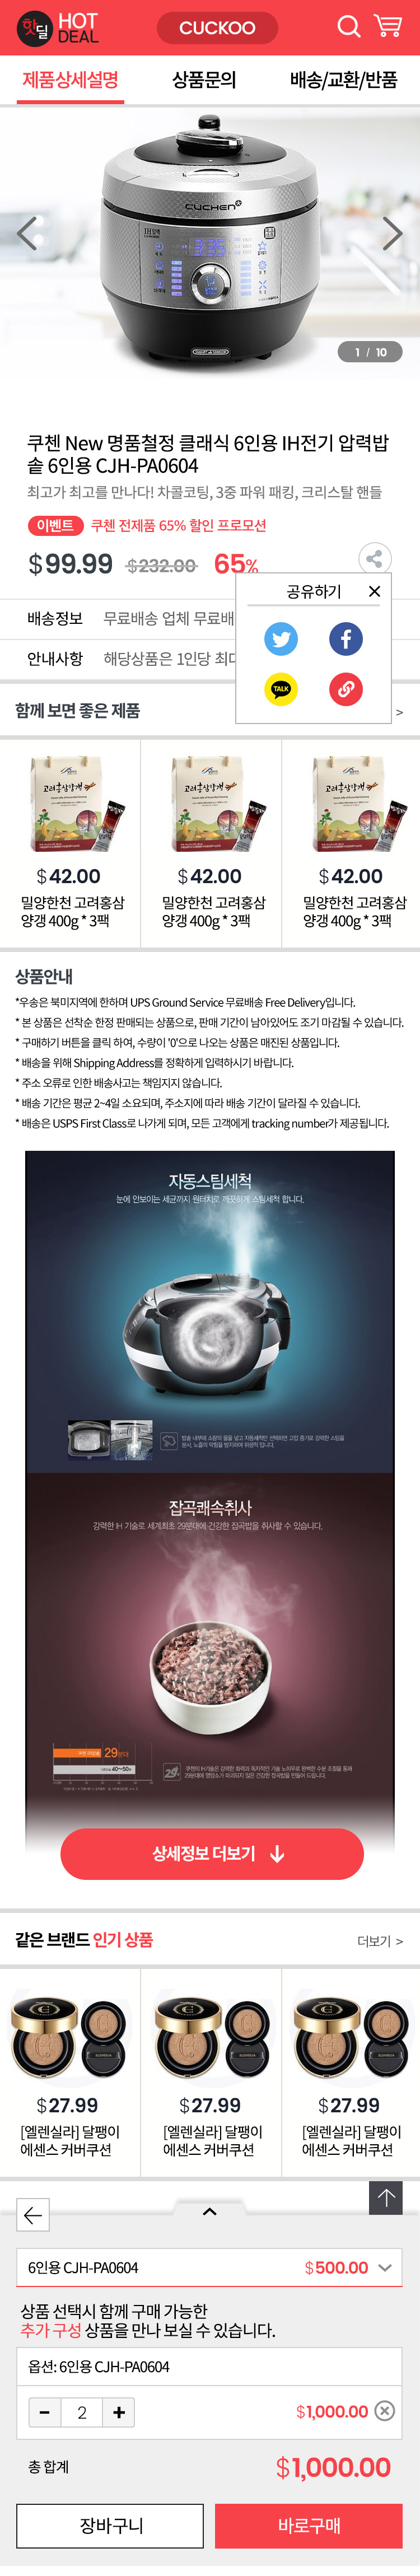 핫딜 HOT DEAL
CUCKOO
제품상세설명 상품문의 배송/교환/반품
CUCHEN
1 / 10
쿠첸 New 명품철정 클래식 6인용 IH전기 압력밥
솥 6인용 CJH-PA0604
최고가 최고를 만나다! 차콜코팅, 3중 파워 패킹, 크리스탈 핸들
이벤트 쿠첸 전제품 65% 할인 프로모션
$99.99 $232.00 65%
공유하기
배송정보 무료배송 업체 무료배
TALK
안내사항 해당상품은 1인당 최대
함께 보면 좋은 제품 >
고려홍삼양갱 고려홍삼양갱 고려홍삼양갱
$42.00 $42.00 $42.00
밀양한천 고려홍삼 밀양한천 고려홍삼 밀양한천 고려홍삼
양갱 400g * 3팩 양갱 400g * 3팩 양갱 400g * 3팩
상품안내
*우송은 북미지역에 한하며 UPS Ground Service 무료배송 Free Delivery입니다.
* 본 상품은 선착순 한정 판매되는 상품으로, 판매 기간이 남아있어도 조기 마감될 수 있습니다.
* 구매하기 버튼을 클릭 하여, 수량이 '0'으로 나오는 상품은 매진된 상품입니다.
* 배송을 위해 Shipping Address를 정확하게 입력하시기 바랍니다.
* 주소 오류로 인한 배송사고는 책임지지 않습니다.
* 배송 기간은 평균 2~4일 소요되며, 주소지에 따라 배송 기간이 달라질 수 있습니다.
* 배송은 USPS First Class로 나가게 되며, 모든 고객에게 tracking number가 제공됩니다.
자동스팀세척
눈에 안보이는 세균까지 원터치로 깨끗하게 스팀세척 합니다.
잡곡쾌속취사
강력한 IH 기술로 세계최초 29분대에 건강한 잡곡밥을 취사할 수 있습니다.
29분대
40~50분
상세정보 더보기
같은 브랜드 인기 상품 더보기 >
$27.99 $27.99 $27.99
[엘렌실라] 달팽이 [엘렌실라] 달팽이 [엘렌실라] 달팽이
에센스 커버쿠션 에센스 커버쿠션 에센스 커버쿠션
6인용 CJH-PA0604 $500.00
상품 선택시 함께 구매 가능한
추가 구성 상품을 만나 보실 수 있습니다.
옵션: 6인용 CJH-PA0604
- 2 + $1,000.00
총 합계 $1,000.00
장바구니 바로구매